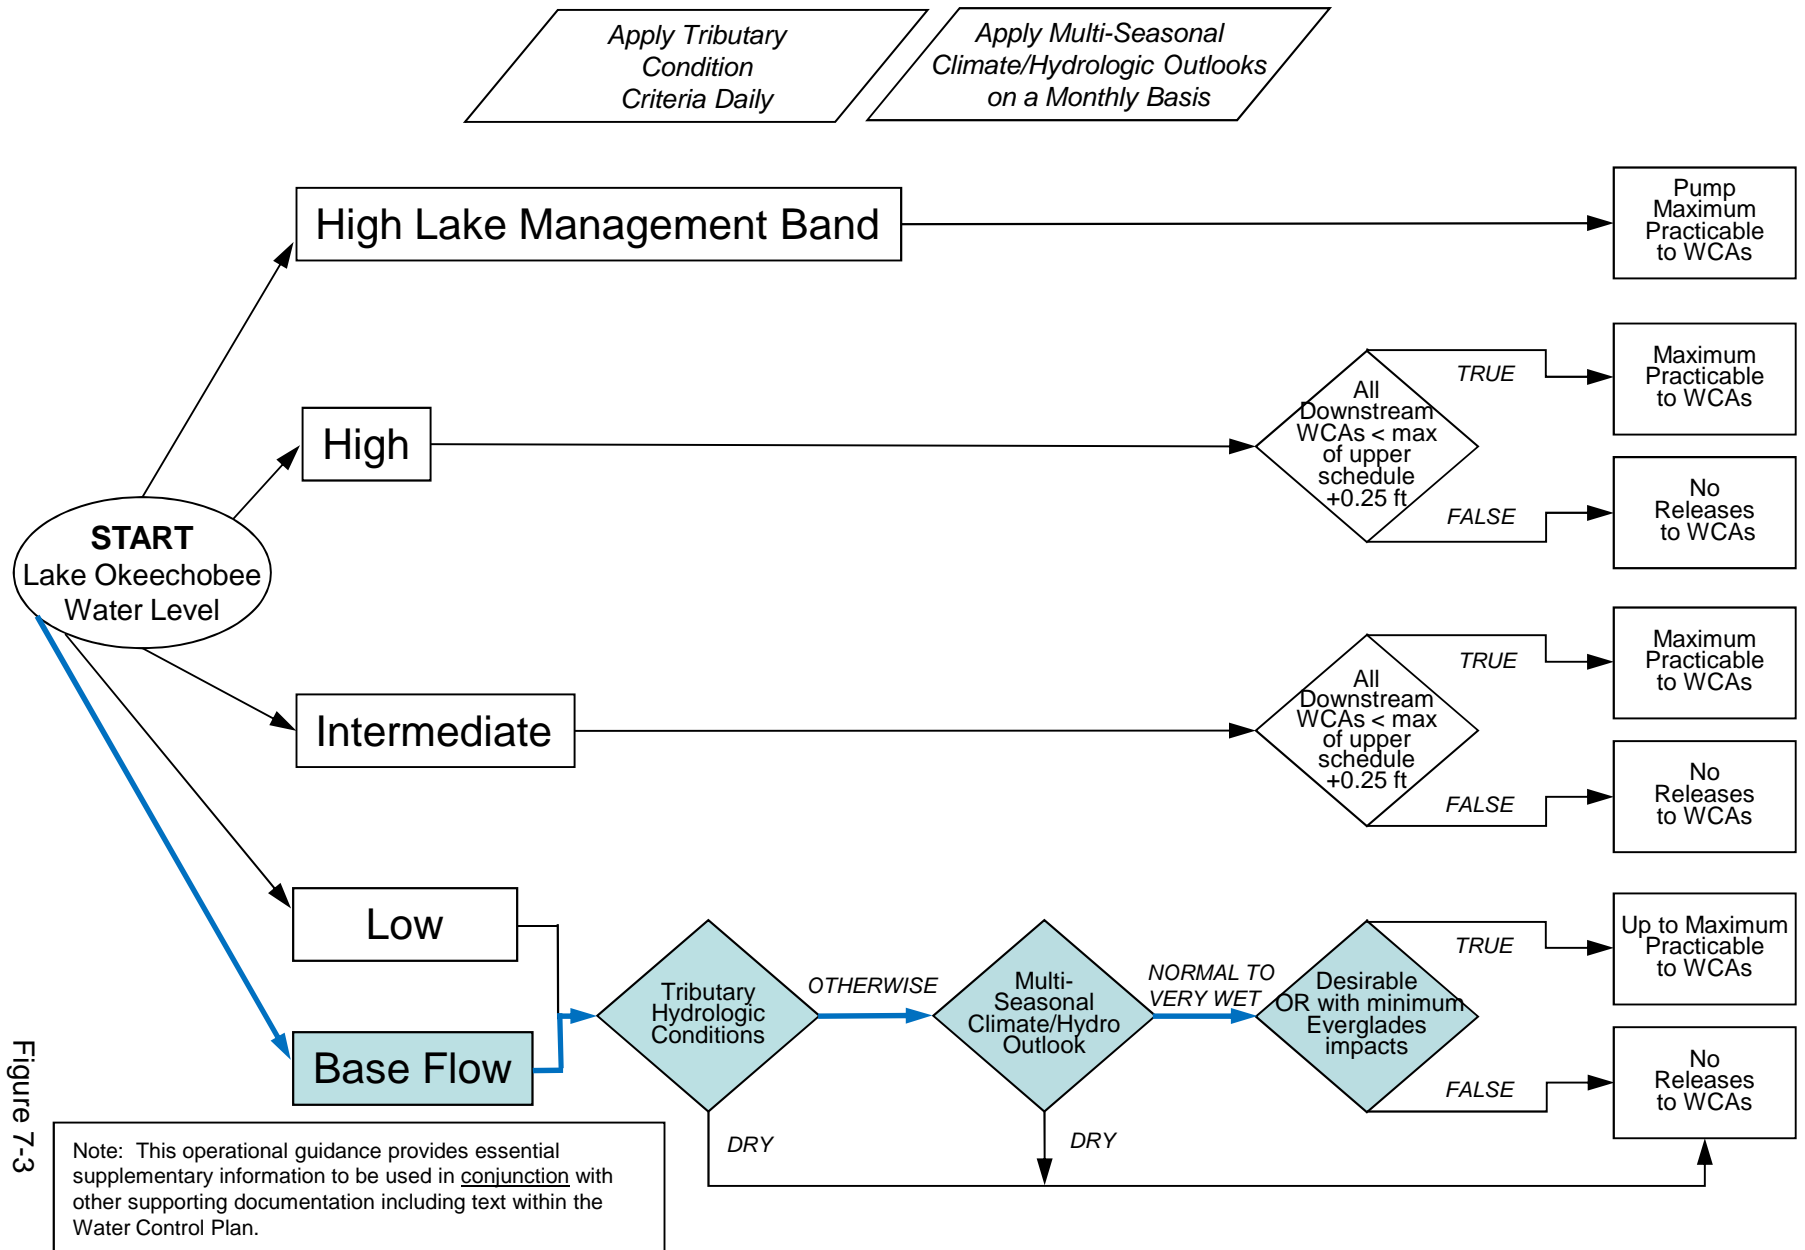 Apply Tributary
Condition
Criteria Daily
Apply Multi-Seasonal
Climate/Hydrologic Outlooks
on a Monthly Basis
High Lake Management Band
Pump
Maximum
Practicable
to WCAs
High
All
Downstream
WCAs < max
of upper
schedule
+0.25 ft
TRUE
Maximum
Practicable
to WCAs
FALSE
No
Releases
to WCAs
START
Lake Okeechobee
Water Level
Intermediate
All
Downstream
WCAs < max
of upper
schedule
+0.25 ft
TRUE
Maximum
Practicable
to WCAs
FALSE
No
Releases
to WCAs
Low
Base Flow
Tributary
Hydrologic
Conditions
OTHERWISE
DRY
Multi-
Seasonal
Climate/Hydro
Outlook
NORMAL TO
VERY WET
DRY
Desirable
OR with minimum
Everglades
impacts
TRUE
Up to Maximum
Practicable
to WCAs
FALSE
No
Releases
to WCAs
Figure 7-3
Note: This operational guidance provides essential
supplementary information to be used in conjunction with
other supporting documentation including text within the
Water Control Plan.